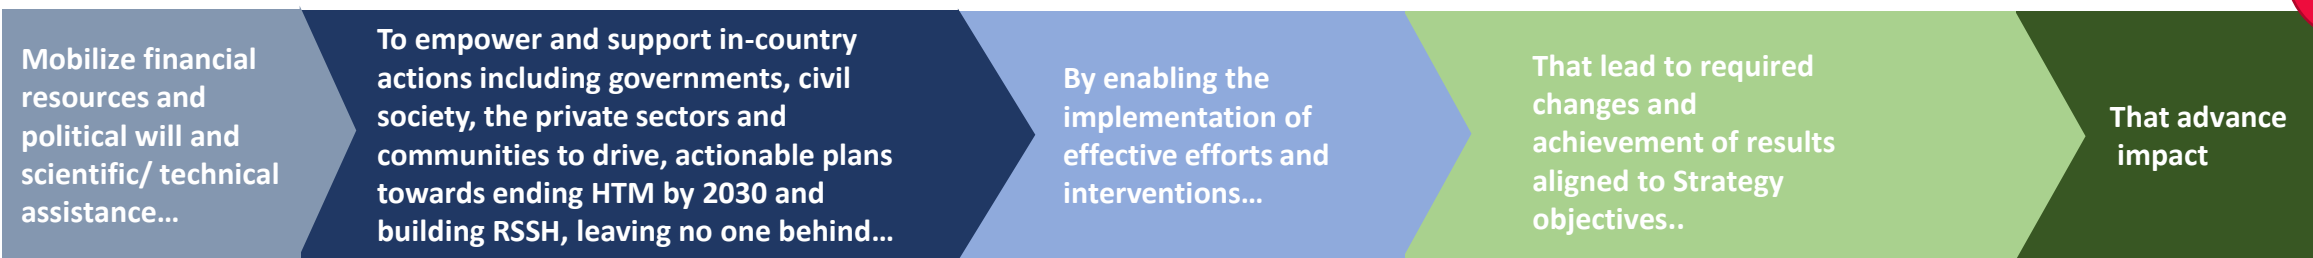 Mobilize financial
resources and
political will and
scientific/ technical
assistance...
To empower and support in-country
actions including governments, civil
society, the private sectors and
communities to drive, actionable plans
towards ending HTM by 2030 and
building RSSH, leaving no one behind...
By enabling the
implementation of
effective efforts and
interventions...
That lead to required
changes and
achievement of results
aligned to Strategy
objectives..
That advance
impact